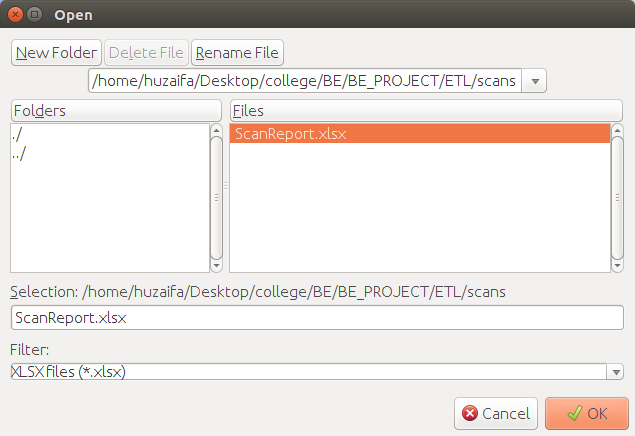 Open
New Folder Delete File Rename File
/home/huzaifa/Desktop/college/BE/BE_PROJECT/ETL/scans
Folders Files
./ ScanReport.xlsx
../
Selection: /home/huzaifa/Desktop/college/BE/BE_PROJECT/ETL/scans
ScanReport.xlsx
Filter:
XLSX files (*.xlsx)
Cancel OK